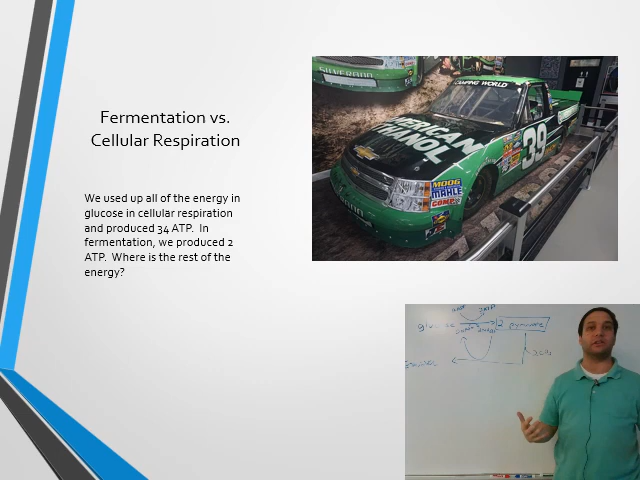 Fermentation vs.
Cellular Respiration
We used up all of the energy in
glucose in cellular respiration
and produced 34 ATP. In
fermentation, we produced 2
ATP. Where is the rest of the
energy?
SILVERADO
CAMPING WORLD
AMERICAN
ETHANOL
39
MOOG
MAHLE
COMP
2 pyruvate
2CO₂